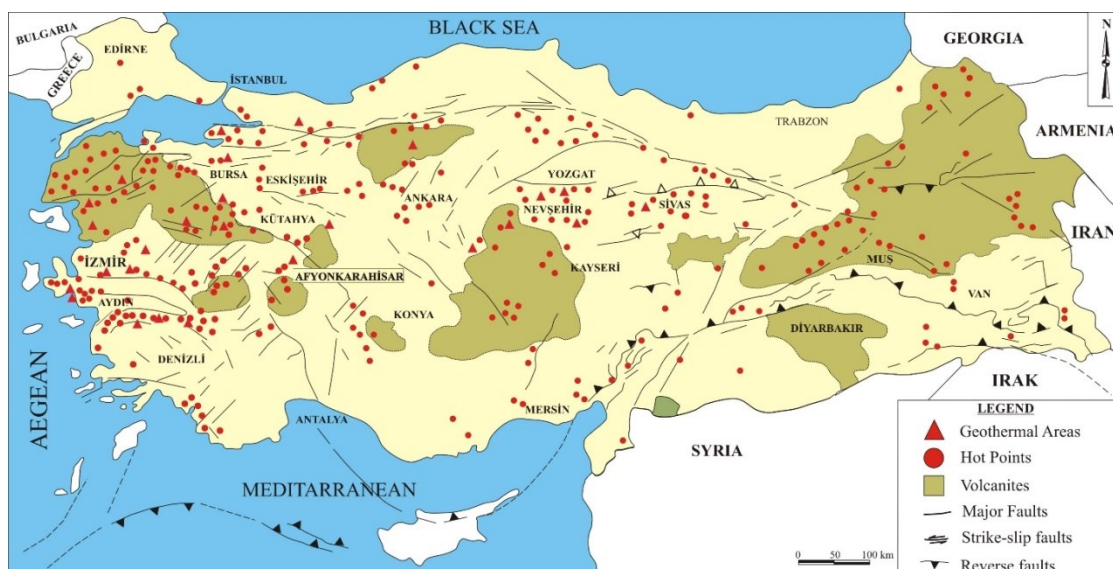 BLACK SEA
BULGARIA
EDİRNE
GREECE
GEORGIA
N
İSTANBUL
TRABZON
ARMENIA
BURSA
ESKİŞEHİR
YOZGAT
ANKARA
KÜTAHYA
NEVŞEHİR
SİVAS
IRAN
İZMİR
AFYONKARAHİSAR
KAYSERİ
MUŞ
VAN
AYDIN
KONYA
DİYARBAKIR
DENİZLİ
AEGEAN
ANTALYA
MERSİN
IRAK
SYRIA
MEDITARRANEAN
LEGEND
Geothermal Areas
Hot Points
Volcanites
Major Faults
Strike-slip faults
Reverse faults
0 50 100 km